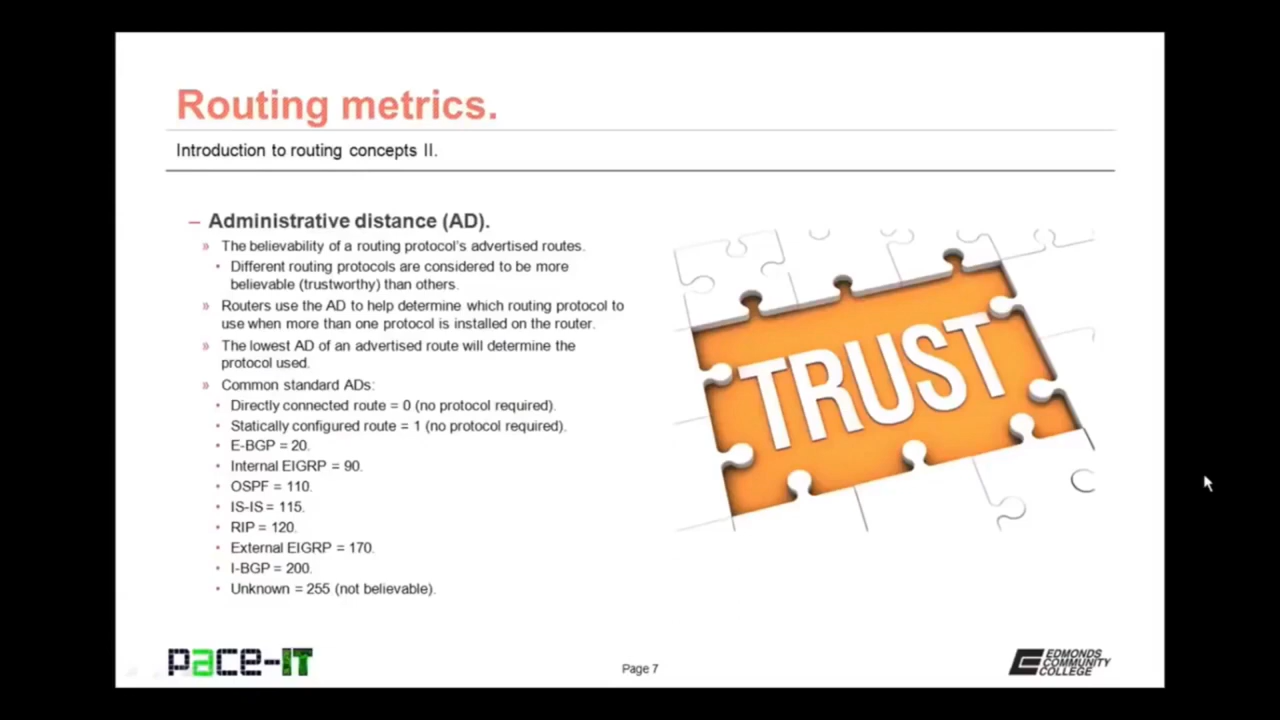 Routing metrics.
Introduction to routing concepts II.
– Administrative distance (AD).
» The believability of a routing protocol's advertised routes.
• Different routing protocols are considered to be more
believable (trustworthy) than others.
» Routers use the AD to help determine which routing protocol to
use when more than one protocol is installed on the router.
» The lowest AD of an advertised route will determine the
protocol used.
» Common standard ADs:
• Directly connected route = 0 (no protocol required).
• Statically configured route = 1 (no protocol required).
• E-BGP = 20.
• Internal EIGRP = 90.
• OSPF = 110.
• IS-IS = 115.
• RIP = 120.
• External EIGRP = 170.
• I-BGP = 200.
• Unknown = 255 (not believable).
TRUST
pace-IT
Page 7
EDMONDS
COMMUNITY
COLLEGE